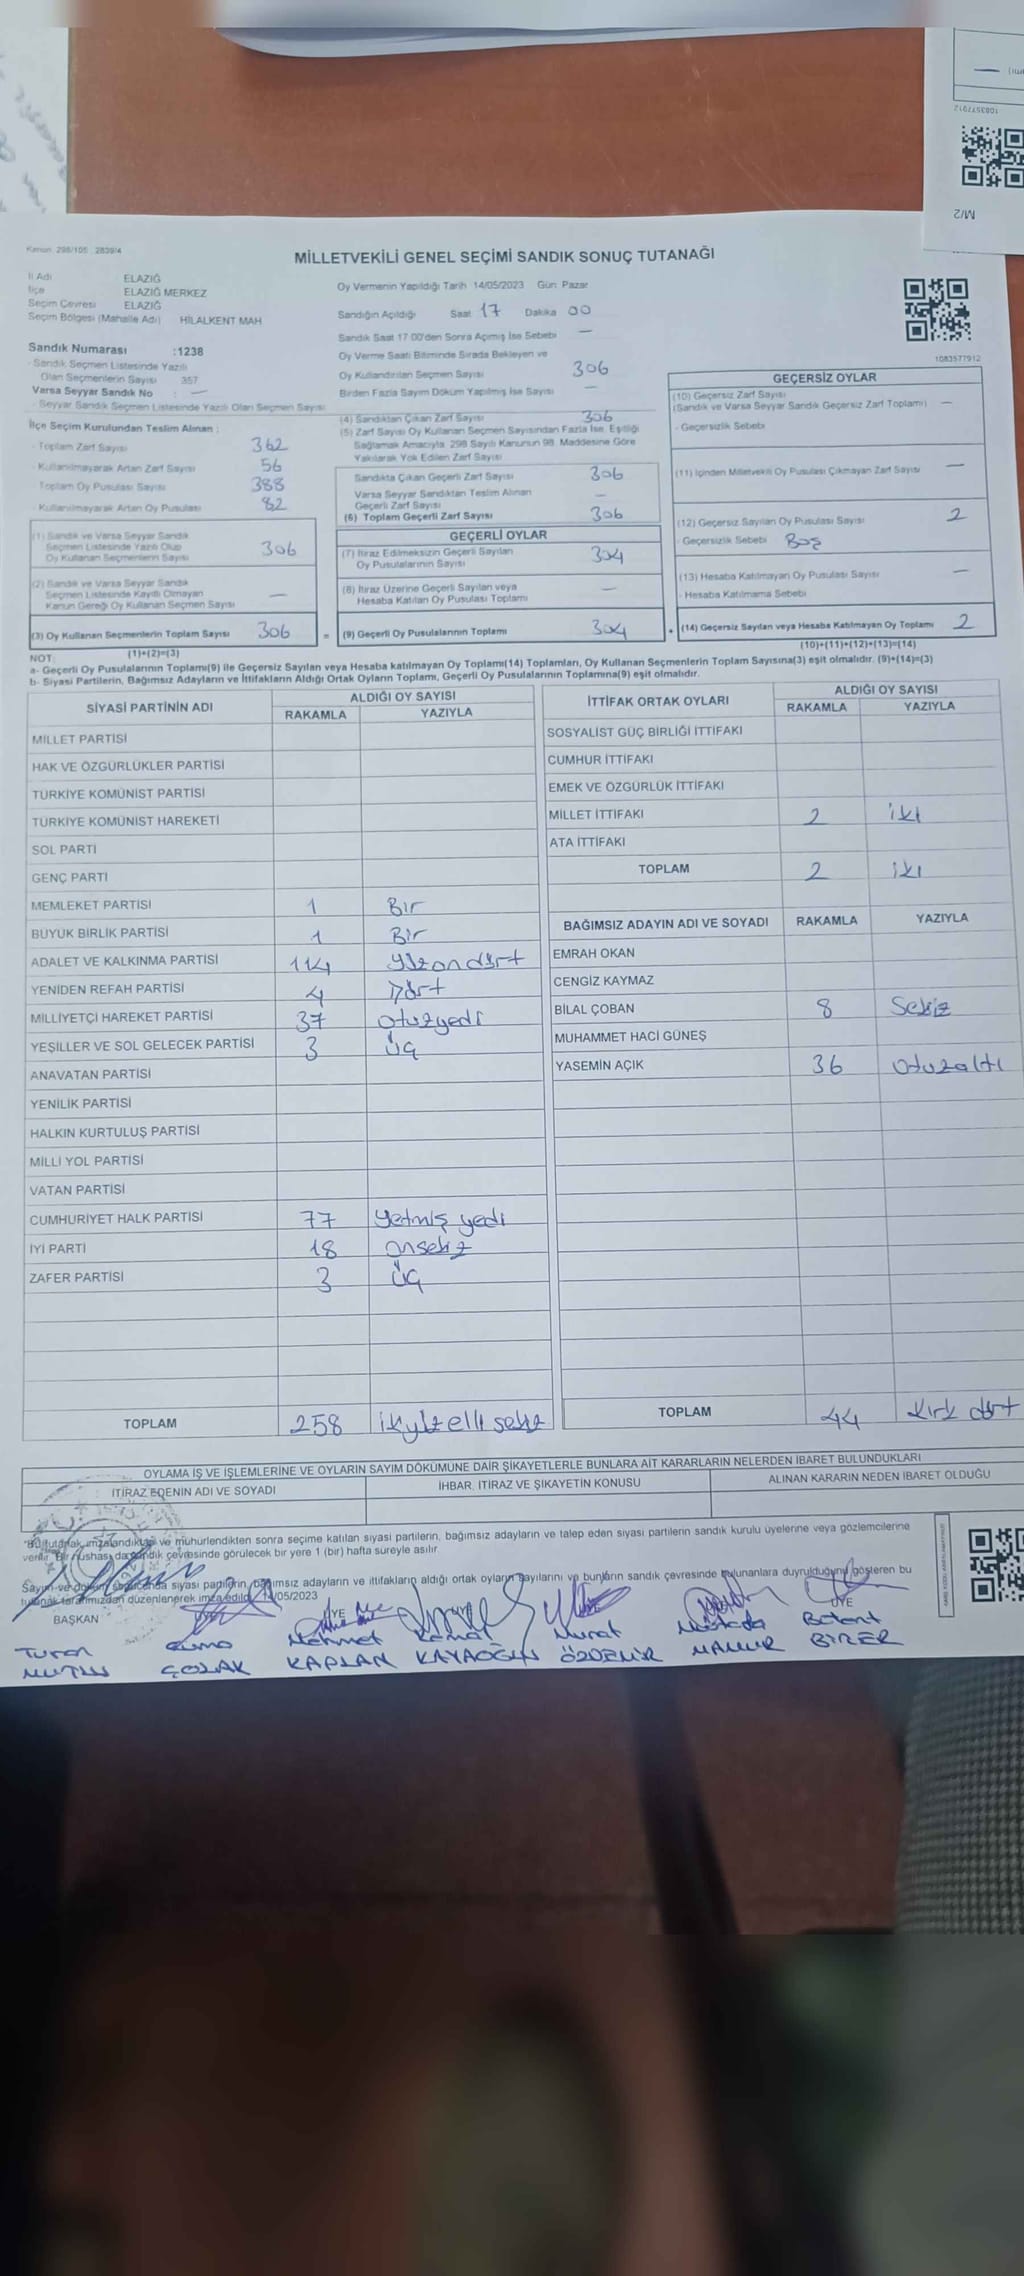 Kanun 298/105 2839/4
MİLLETVEKİLİ GENEL SEÇİMİ SANDIK SONUÇ TUTANAĞI
İl Adı ELAZIĞ
İlçe ELAZIĞ MERKEZ
Seçim Çevresi ELAZIĞ
Seçim Bölgesi (Mahalle Adı) HİLALKENT MAH
Sandık Numarası :1238
- Sandık Seçmen Listesinde Yazılı
Olan Seçmenlerin Sayısı 357
Varsa Seyyar Sandık No : —
- Seyyar Sandık Seçmen Listesinde Yazılı Olan Seçmen Sayısı
İlçe Seçim Kurulundan Teslim Alınan :
- Toplam Zarf Sayısı 362
- Kullanılmayarak Artan Zarf Sayısı 56
Toplam Oy Pusulası Sayısı 388
- Kullanılmayarak Artan Oy Pusulası 82
(1) Sandık ve Varsa Seyyar Sandık
Seçmen Listesinde Yazılı Olup
Oy Kullanan Seçmenlerin Sayısı 306
(2) Sandık ve Varsa Seyyar Sandık
Seçmen Listesinde Kayıtlı Olmayan
Kanun Gereği Oy Kullanan Seçmen Sayısı —
(3) Oy Kullanan Seçmenlerin Toplam Sayısı 306 =
(1)+(2)=(3)
Oy Vermenin Yapıldığı Tarih 14/05/2023 Gün: Pazar
Sandığın Açıldığı Saat 17 Dakika 00
Sandık Saat 17:00'den Sonra Açılmış İse Sebebi —
Oy Verme Saati Bitiminde Sırada Bekleyen ve
Oy Kullandırılan Seçmen Sayısı 306
Birden Fazla Sayım Döküm Yapılmış İse Sayısı —
(4) Sandıktan Çıkan Zarf Sayısı 306
(5) Zarf Sayısı Oy Kullanan Seçmen Sayısından Fazla İse, Eşitliği
Sağlamak Amacıyla, 298 Sayılı Kanunun 98. Maddesine Göre
Yakılarak Yok Edilen Zarf Sayısı
Sandıkta Çıkan Geçerli Zarf Sayısı 306
Varsa Seyyar Sandıktan Teslim Alınan
Geçerli Zarf Sayısı —
(6) Toplam Geçerli Zarf Sayısı 306
GEÇERLİ OYLAR
(7) İtiraz Edilmeksizin Geçerli Sayılan
Oy Pusulalarının Sayısı 304
(8) İtiraz Üzerine Geçerli Sayılan veya
Hesaba Katılan Oy Pusulası Toplamı —
(9) Geçerli Oy Pusulalarının Toplamı 304 +
1083577912
GEÇERSİZ OYLAR
(10) Geçersiz Zarf Sayısı
(Sandık ve Varsa Seyyar Sandık Geçersiz Zarf Toplamı) —
- Geçersizlik Sebebi
(11) İçinden Milletvekili Oy Pusulası Çıkmayan Zarf Sayısı —
(12) Geçersiz Sayılan Oy Pusulası Sayısı 2
- Geçersizlik Sebebi Boş
(13) Hesaba Katılmayan Oy Pusulası Sayısı —
- Hesaba Katılmama Sebebi
(14) Geçersiz Sayılan veya Hesaba Katılmayan Oy Toplamı 2
(10)+(11)+(12)+(13)=(14)
NOT:
a- Geçerli Oy Pusulalarının Toplamı(9) ile Geçersiz Sayılan veya Hesaba katılmayan Oy Toplamı(14) Toplamları, Oy Kullanan Seçmenlerin Toplam Sayısına(3) eşit olmalıdır. (9)+(14)=(3)
b- Siyasi Partilerin, Bağımsız Adayların ve İttifakların Aldığı Ortak Oyların Toplamı, Geçerli Oy Pusulalarının Toplamına(9) eşit olmalıdır.
SİYASİ PARTİNİN ADI ALDIĞI OY SAYISI
RAKAMLA YAZIYLA
MİLLET PARTİSİ
HAK VE ÖZGÜRLÜKLER PARTİSİ
TÜRKİYE KOMÜNİST PARTİSİ
TÜRKİYE KOMÜNİST HAREKETİ
SOL PARTİ
GENÇ PARTİ
MEMLEKET PARTİSİ 1 Bir
BÜYÜK BİRLİK PARTİSİ 1 Bir
ADALET VE KALKINMA PARTİSİ 114 yüzondört
YENİDEN REFAH PARTİSİ 4 Dört
MİLLİYETÇİ HAREKET PARTİSİ 37 otuzyedi
YEŞİLLER VE SOL GELECEK PARTİSİ 3 üç
ANAVATAN PARTİSİ
YENİLİK PARTİSİ
HALKIN KURTULUŞ PARTİSİ
MİLLİ YOL PARTİSİ
VATAN PARTİSİ
CUMHURİYET HALK PARTİSİ 77 yetmiş yedi
İYİ PARTİ 18 onsekiz
ZAFER PARTİSİ 3 üç
TOPLAM 258 ikiyüzelli sekiz
İTTİFAK ORTAK OYLARI ALDIĞI OY SAYISI
RAKAMLA YAZIYLA
SOSYALİST GÜÇ BİRLİĞİ İTTİFAKI
CUMHUR İTTİFAKI
EMEK VE ÖZGÜRLÜK İTTİFAKI
MİLLET İTTİFAKI 2 iki
ATA İTTİFAKI
TOPLAM 2 iki
BAĞIMSIZ ADAYIN ADI VE SOYADI RAKAMLA YAZIYLA
EMRAH OKAN
CENGİZ KAYMAZ
BİLAL ÇOBAN 8 Sekiz
MUHAMMET HACİ GÜNEŞ
YASEMİN AÇIK 36 otuzaltı
TOPLAM 44 kırk dört
OYLAMA İŞ VE İŞLEMLERİNE VE OYLARIN SAYIM DÖKÜMÜNE DAİR ŞİKAYETLERLE BUNLARA AİT KARARLARIN NELERDEN İBARET BULUNDUKLARI
İTİRAZ EDENİN ADI VE SOYADI İHBAR, İTİRAZ VE ŞİKAYETİN KONUSU ALINAN KARARIN NEDEN İBARET OLDUĞU
"Bu tutanak imzalandıktan ve mühürlendikten sonra seçime katılan siyasi partilerin, bağımsız adayların ve talep eden siyasi partilerin sandık kurulu üyelerine veya gözlemcilerine
verilir. Bir nüshası da sandık çevresinde görülecek bir yere 1 (bir) hafta süreyle asılır.
Sayım ve döküm sonucunda siyasi partilerin, bağımsız adayların ve ittifakların aldığı ortak oyların sayılarını ve bunların sandık çevresinde bulunanlara duyrulduğunu gösteren bu
tutanak tarafımızdan düzenlenerek imza edildi. 14/05/2023
BAŞKAN ÜYE ÜYE
Turan Cuma Mehmet Kemal Murat Mustafa Bülent
MUTLU ÇOLAK KAPLAN KAYAOĞLU ÖZDEMİR MAMUR BİRER
1083577912
M/2